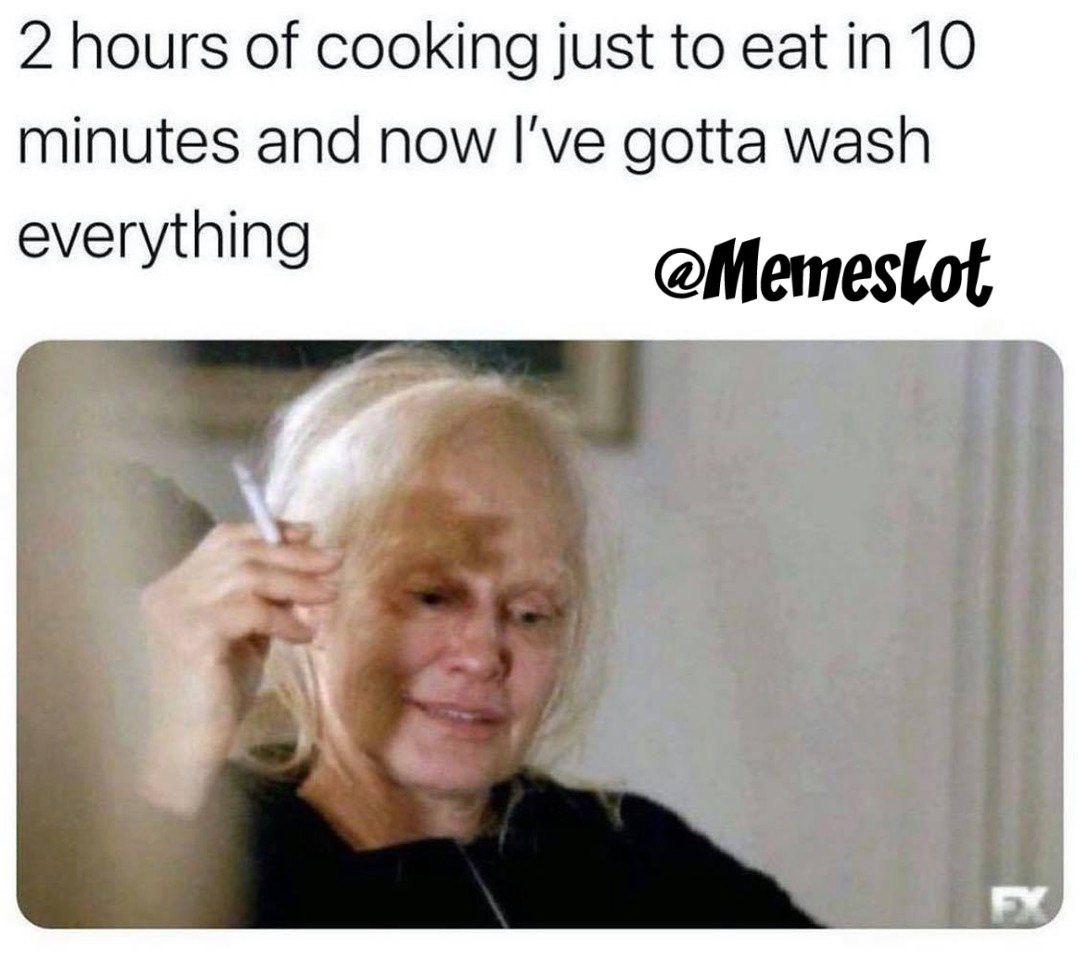 2 hours of cooking just to eat in 10
minutes and now I've gotta wash
everything
@MemesLot
FX